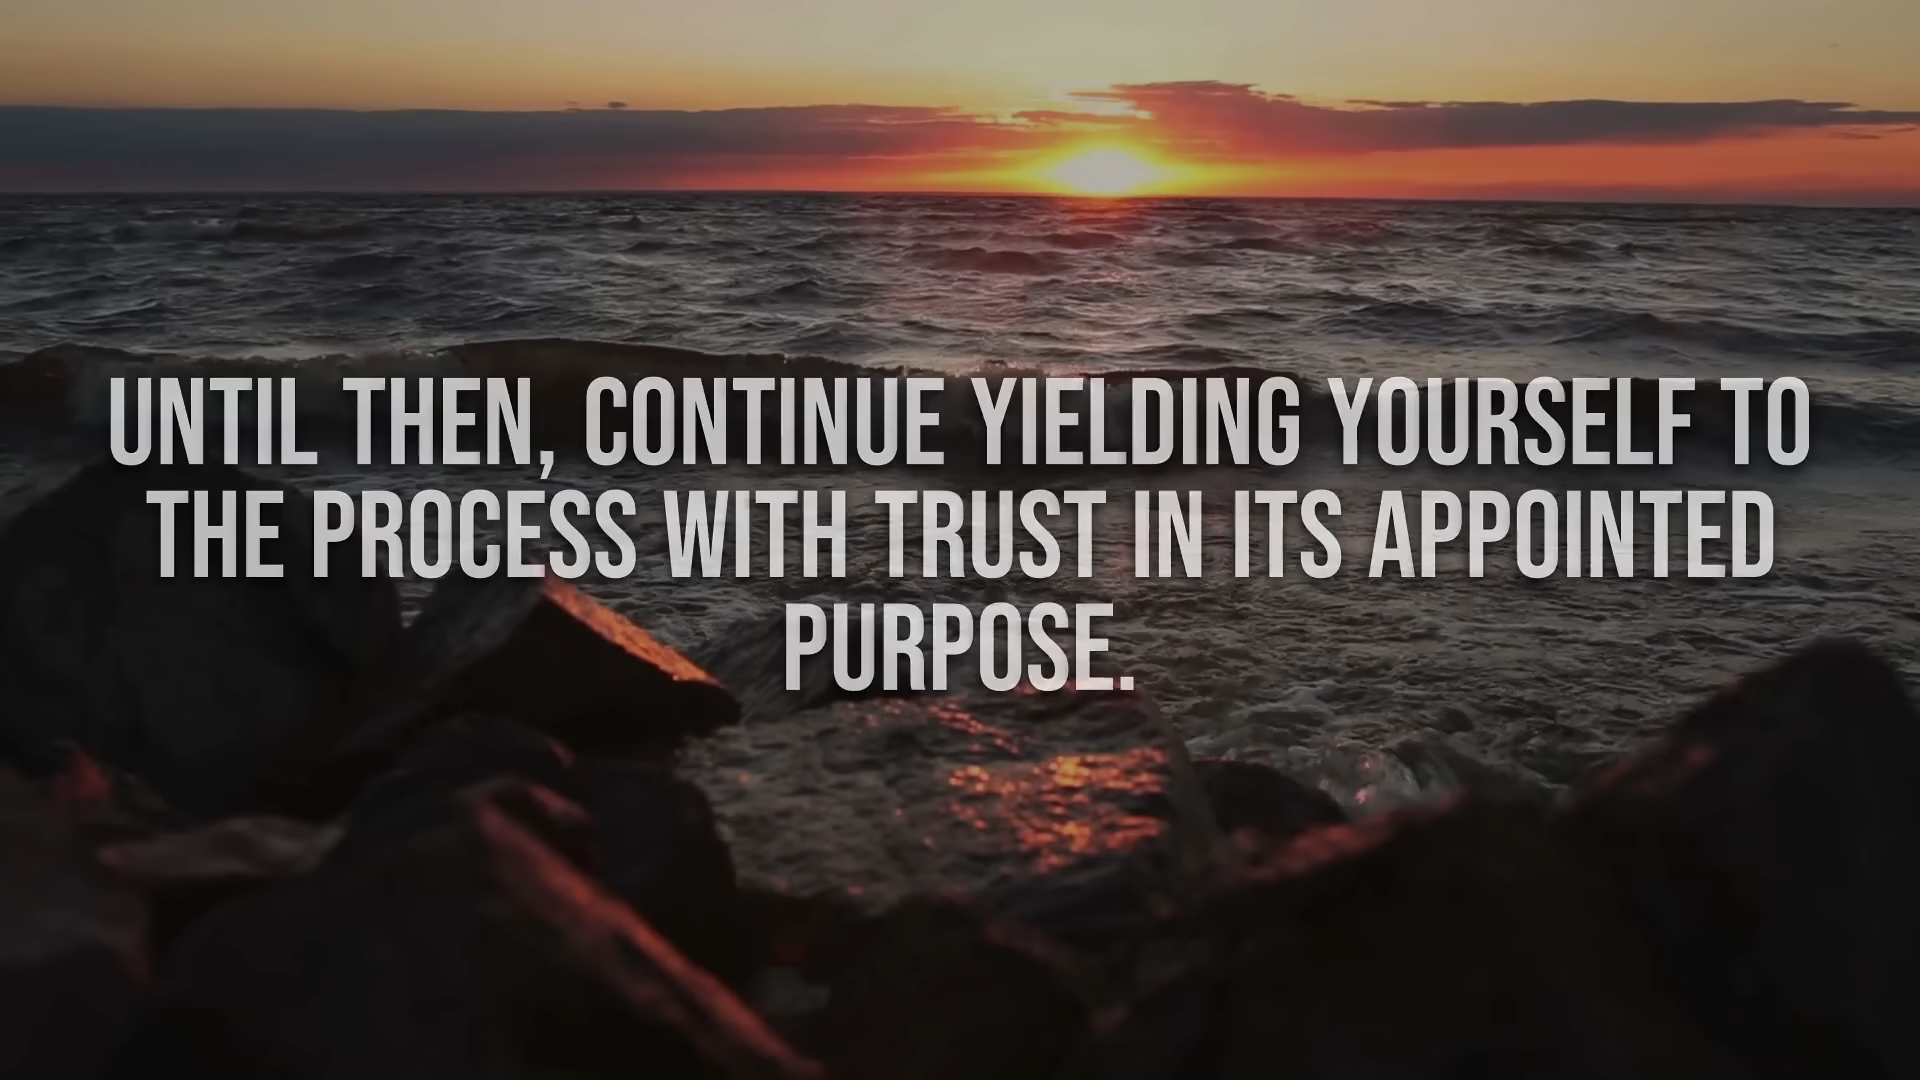 UNTIL THEN, CONTINUE YIELDING YOURSELF TO
THE PROCESS WITH TRUST IN ITS APPOINTED
PURPOSE.